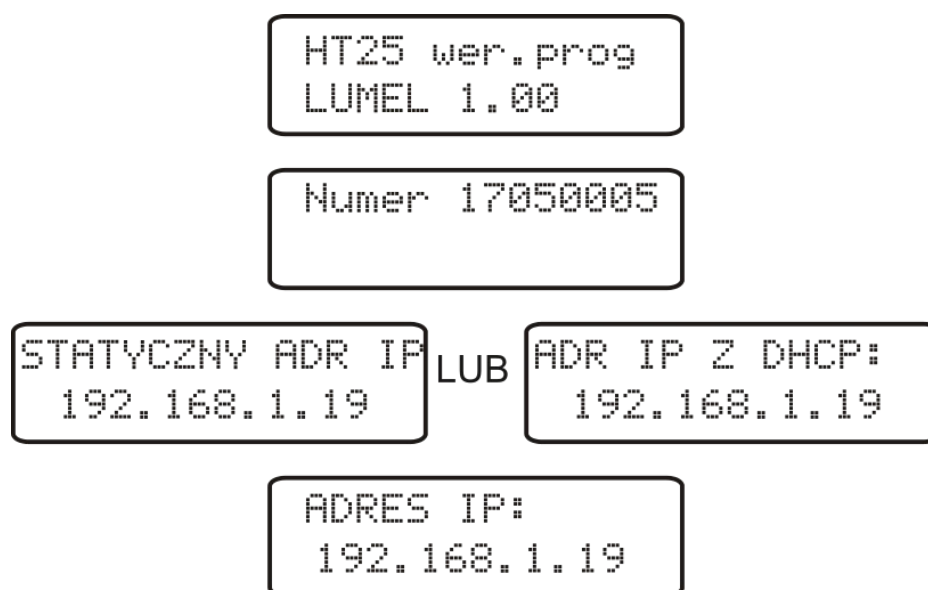 HT25 wer.prog
LUMEL 1.00
Numer 17050005
STATYCZNY ADR IP
192.168.1.19
LUB
ADR IP Z DHCP:
192.168.1.19
ADRES IP:
192.168.1.19